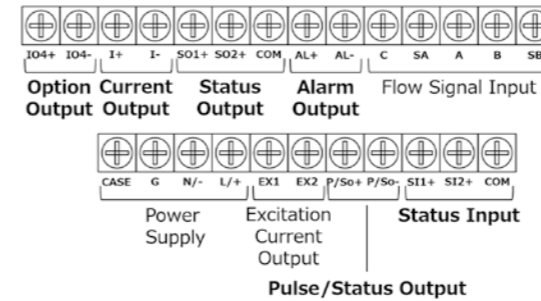 IO4+ IO4- I+ I- SO1+ SO2+ COM AL+ AL- C SA A B SB
Option Current Status Alarm Flow Signal Input
Output Output Output Output
CASE G N/- L/+ EX1 EX2 P/So+ P/So- SI1+ SI2+ COM
Power Excitation Status Input
Supply Current
Output
Pulse/Status Output